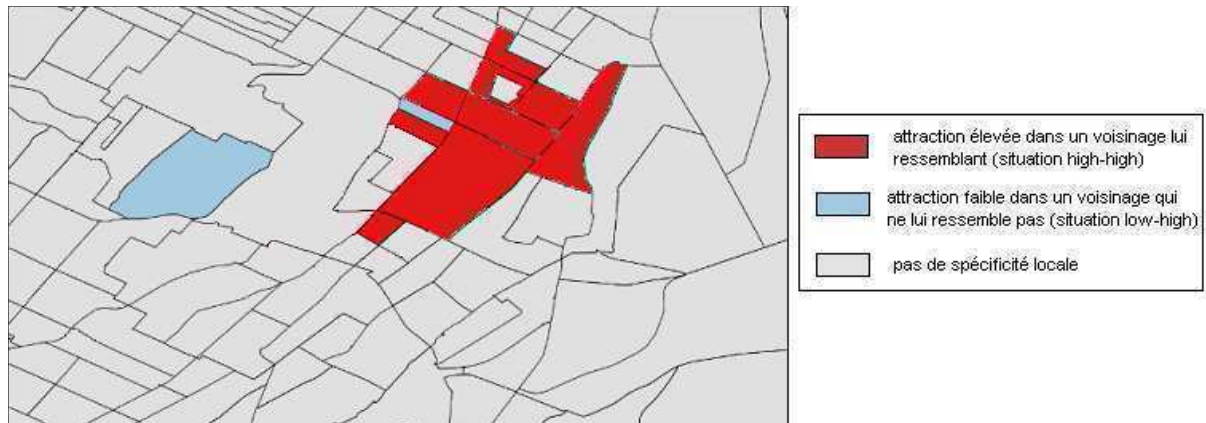 attraction élevée dans un voisinage lui
ressemblant (situation high-high)
attraction faible dans un voisinage qui
ne lui ressemble pas (situation low-high)
pas de spécificité locale